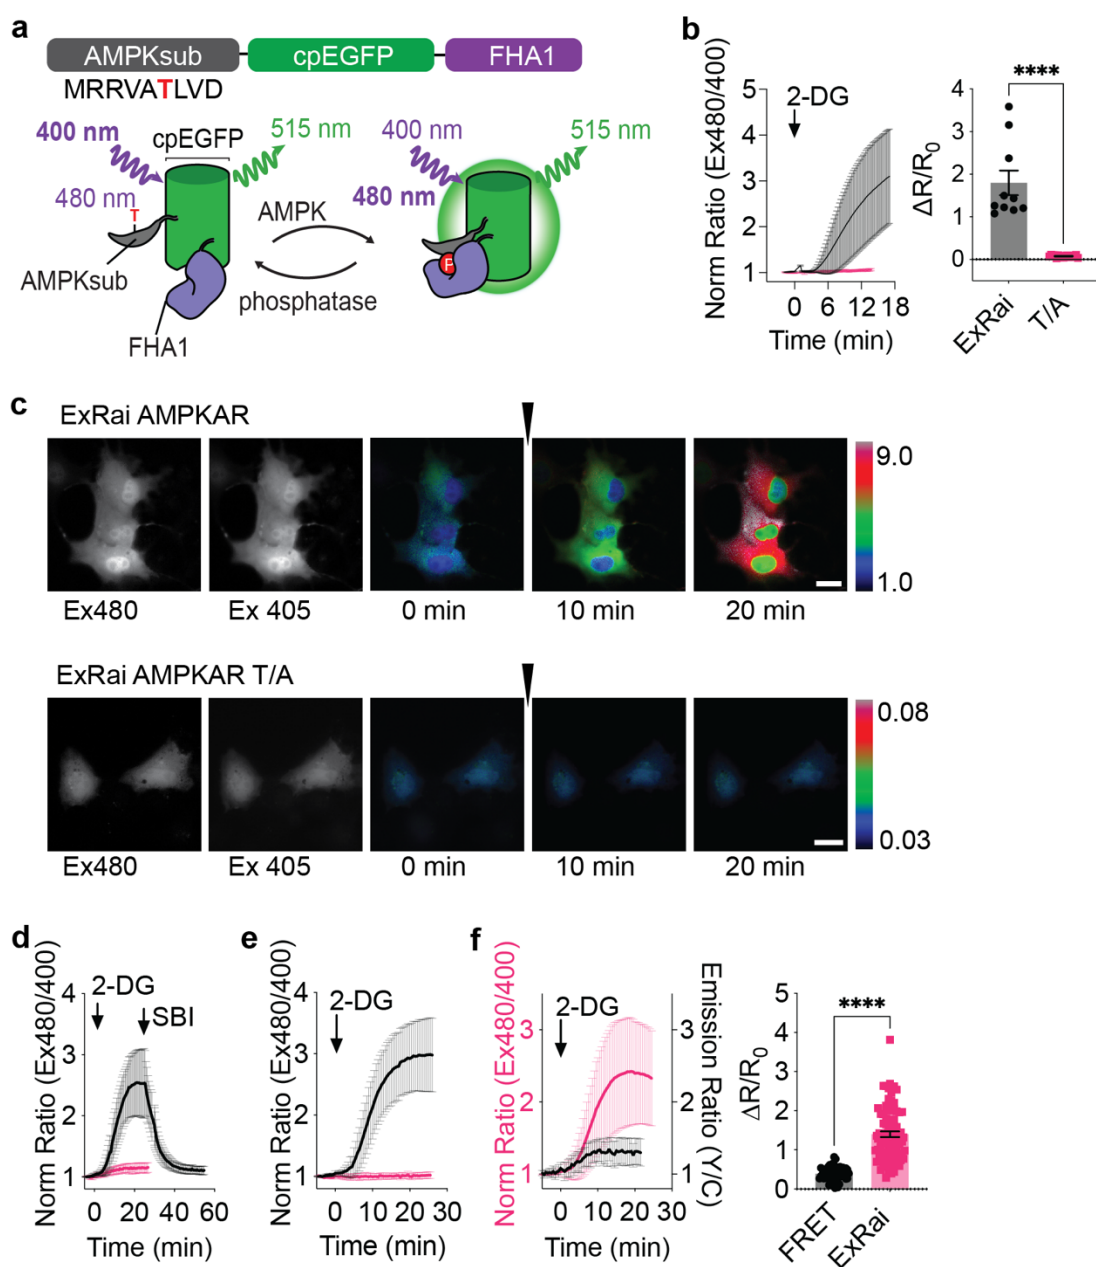 a
AMPKsub cpEGFP FHA1
MRRVATLVD
400 nm cpEGFP 515 nm
480 nm
T
AMPKsub
FHA1
AMPK
phosphatase
400 nm 515 nm
480 nm
P
b
Norm Ratio (Ex480/400)
5
4
3
2
1
2-DG
0 6 12 18
Time (min)
ΔR/R0
****
4
3
2
1
0
ExRai T/A
c
ExRai AMPKAR
Ex480 Ex 405 0 min 10 min 20 min
9.0
1.0
ExRai AMPKAR T/A
Ex480 Ex 405 0 min 10 min 20 min
0.08
0.03
d
Norm Ratio (Ex480/400)
4
3
2
1
2-DG
SBI
0 20 40 60
Time (min)
e
Norm Ratio (Ex480/400)
4
3
2
1
2-DG
0 10 20 30
Time (min)
f
Norm Ratio (Ex480/400)
3
2
1
2-DG
0 10 20 30
Time (min)
3
2
1
Emission Ratio (Y/C)
ΔR/R0
****
5
4
3
2
1
0
FRET ExRai